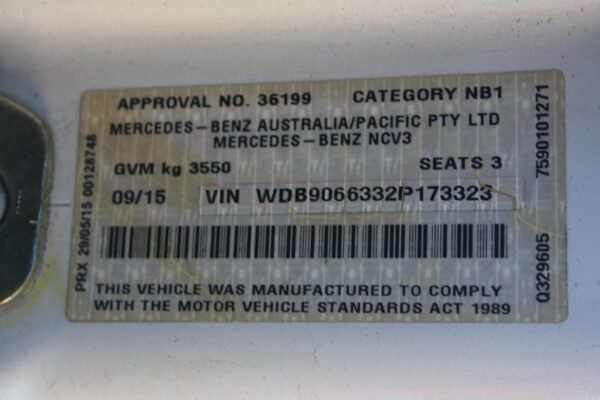 APPROVAL NO. 36199 CATEGORY NB1
MERCEDES-BENZ AUSTRALIA/PACIFIC PTY LTD
MERCEDES-BENZ NCV3
GVM kg 3550 SEATS 3
09/15 VIN WDB9066332P173323
THIS VEHICLE WAS MANUFACTURED TO COMPLY
WITH THE MOTOR VEHICLE STANDARDS ACT 1989
PRX 29/05/15 00128748
Q329605 7590101271